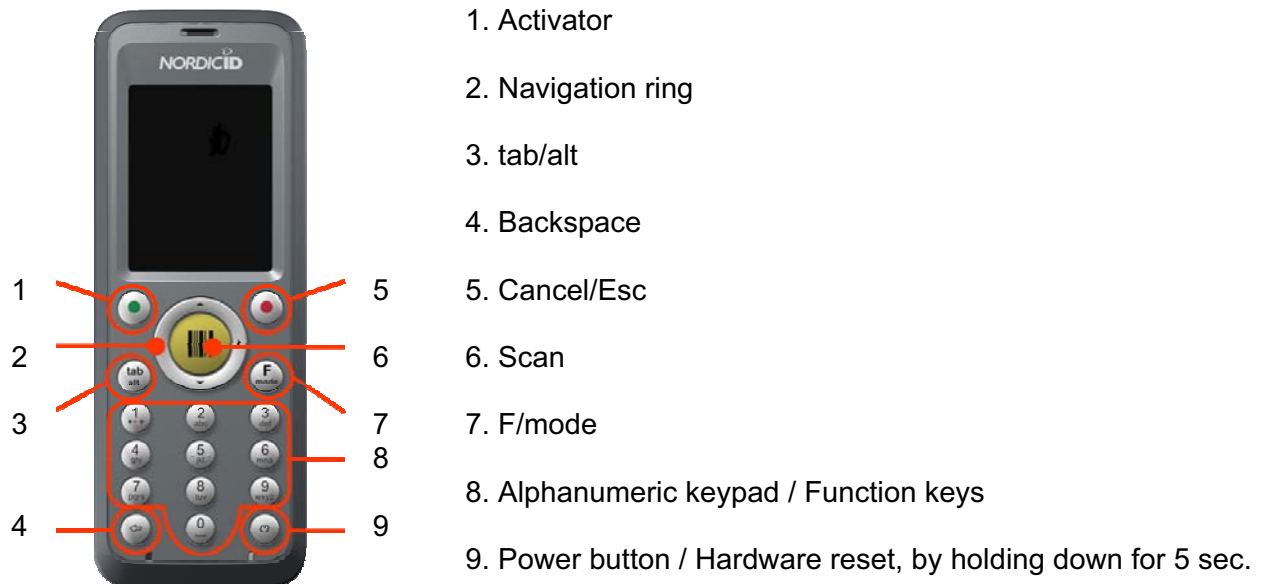 NORDICID
1. Activator
2. Navigation ring
3. tab/alt
4. Backspace
5. Cancel/Esc
6. Scan
7. F/mode
8. Alphanumeric keypad / Function keys
9. Power button / Hardware reset, by holding down for 5 sec.
1
5
2
6
3
7
8
4
9
tab
alt
F
mode
1
2
abc
3
def
4
ghi
5
jkl
6
mno
7
pqrs
8
tuv
9
wxyz
0